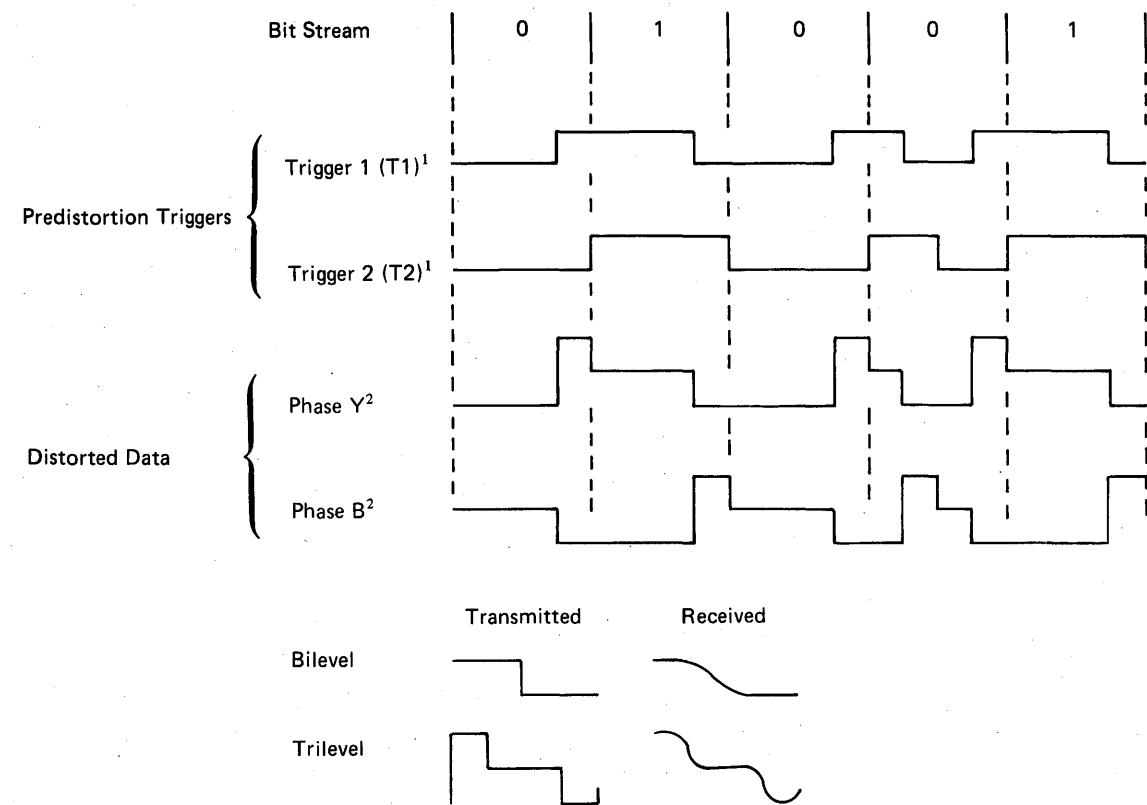 Bit Stream 0 1 0 0 1
Trigger 1 (T1)¹
Predistortion Triggers
Trigger 2 (T2)¹
Phase Y²
Distorted Data
Phase B²
Transmitted Received
Bilevel
Trilevel